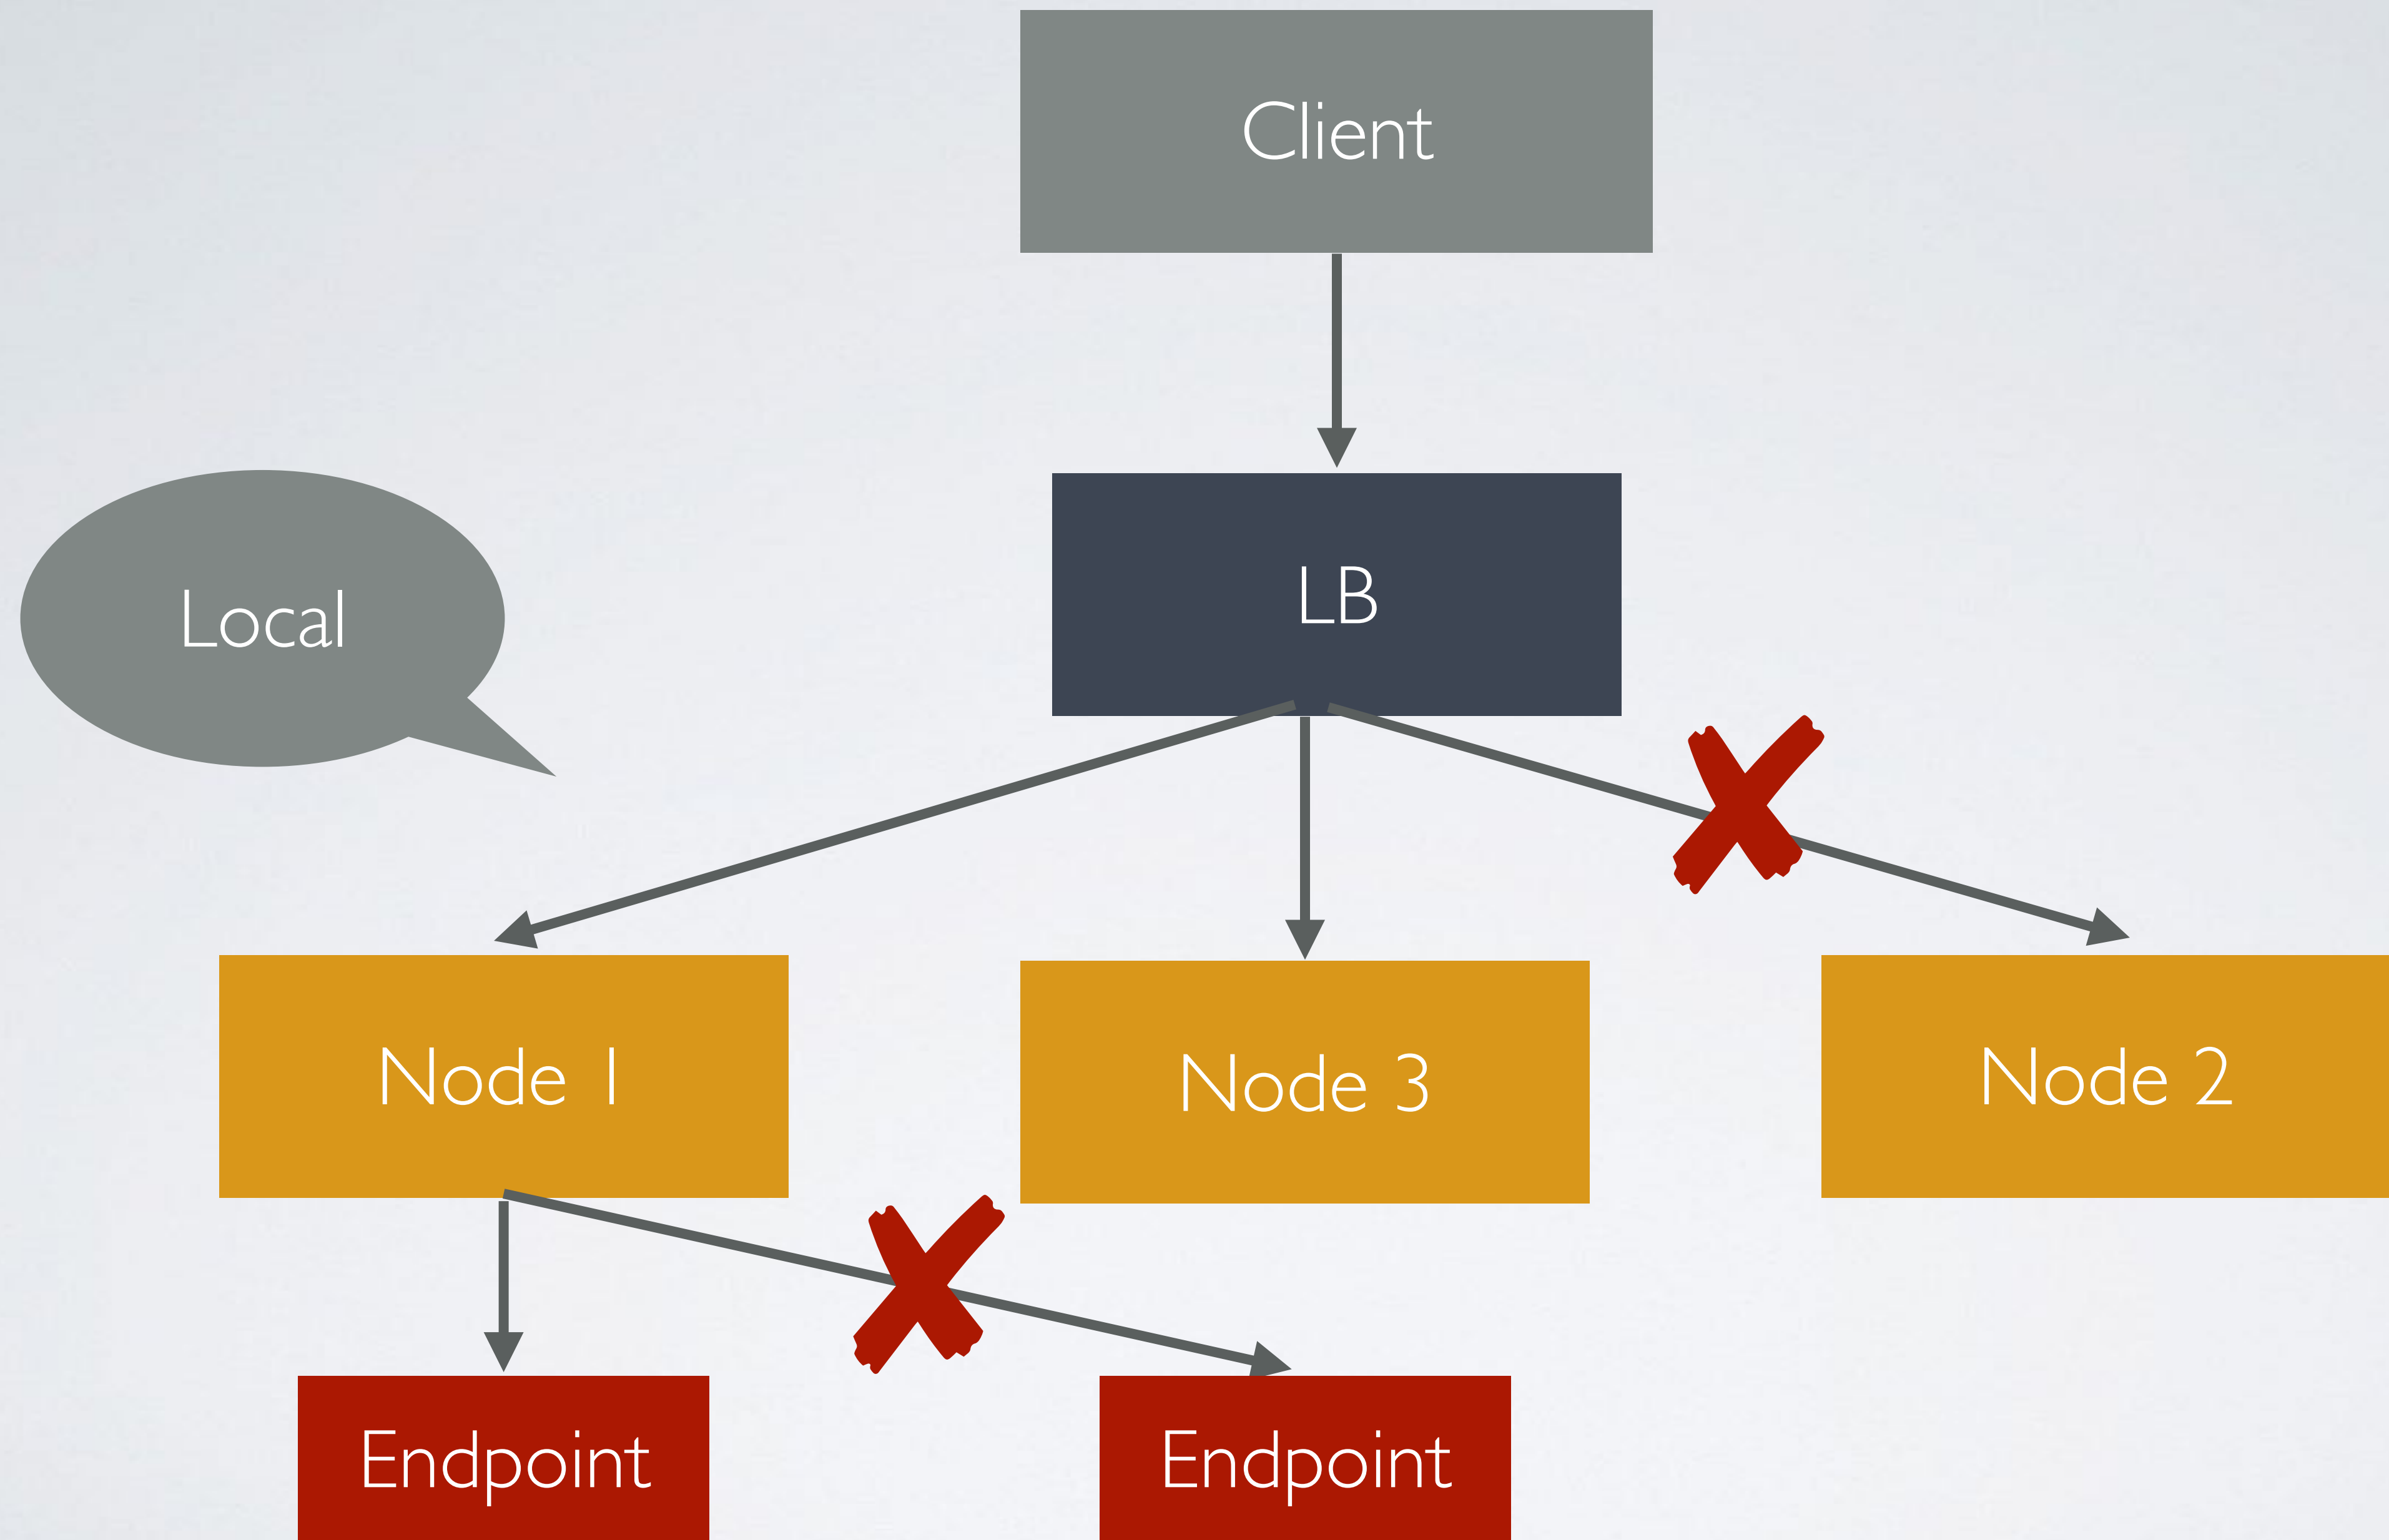 Client
LB
Local
Node 1
Node 3
Node 2
Endpoint
Endpoint